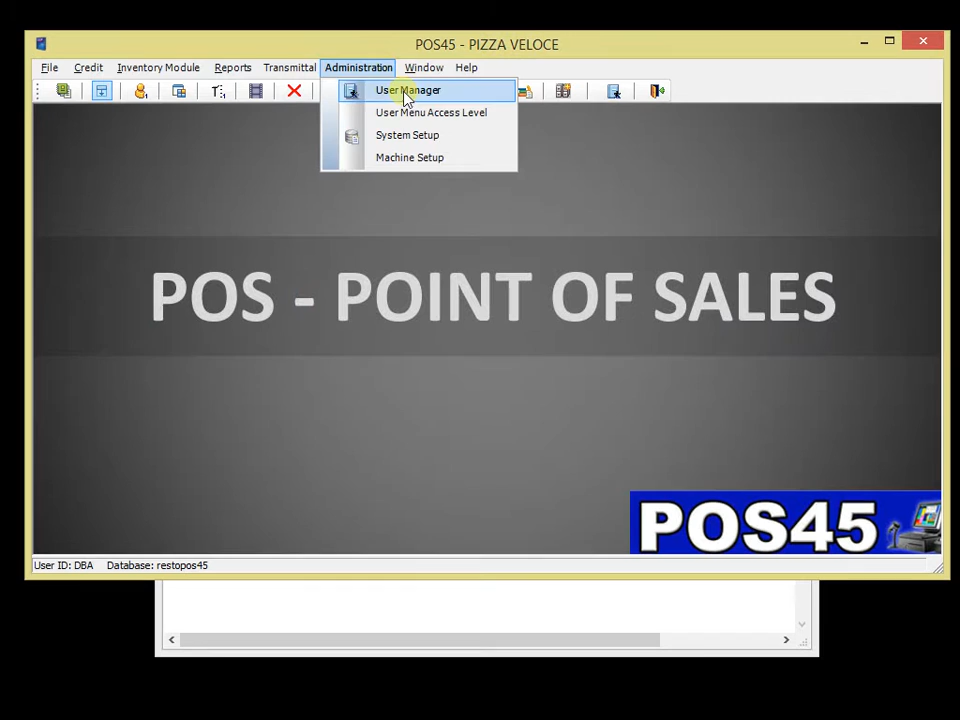 POS45 - PIZZA VELOCE
File Credit Inventory Module Reports Transmittal Administration Window Help
User Manager
User Menu Access Level
System Setup
Machine Setup
POS - POINT OF SALES
POS45
User ID: DBA Database: restopos45